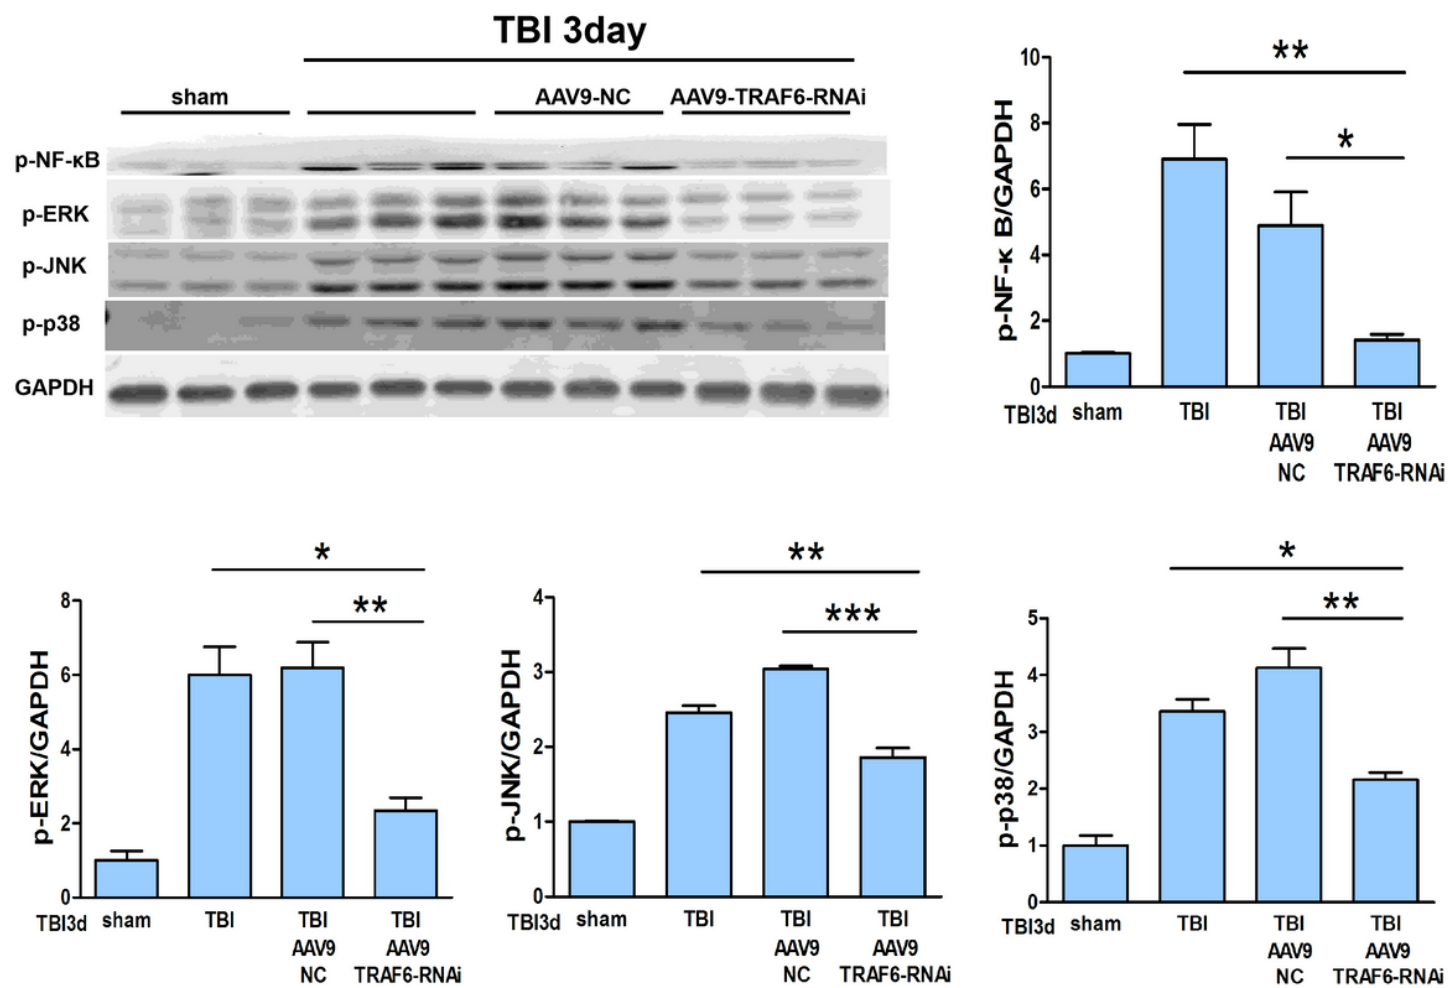 TBI 3day
sham
AAV9-NC
AAV9-TRAF6-RNAi
p-NF-κB
p-ERK
p-JNK
p-p38
GAPDH
**
*
p-NF-κ B/GAPDH
10
8
6
4
2
0
TBI3d sham TBI TBI TBI
AAV9 AAV9
NC TRAF6-RNAi
*
**
p-ERK/GAPDH
8
6
4
2
0
TBI3d sham TBI TBI TBI
AAV9 AAV9
NC TRAF6-RNAi
**
***
p-JNK/GAPDH
4
3
2
1
0
TBI3d sham TBI TBI TBI
AAV9 AAV9
NC TRAF6-RNAi
*
**
p-p38/GAPDH
5
4
3
2
1
0
TBI3d sham TBI TBI TBI
AAV9 AAV9
NC TRAF6-RNAi